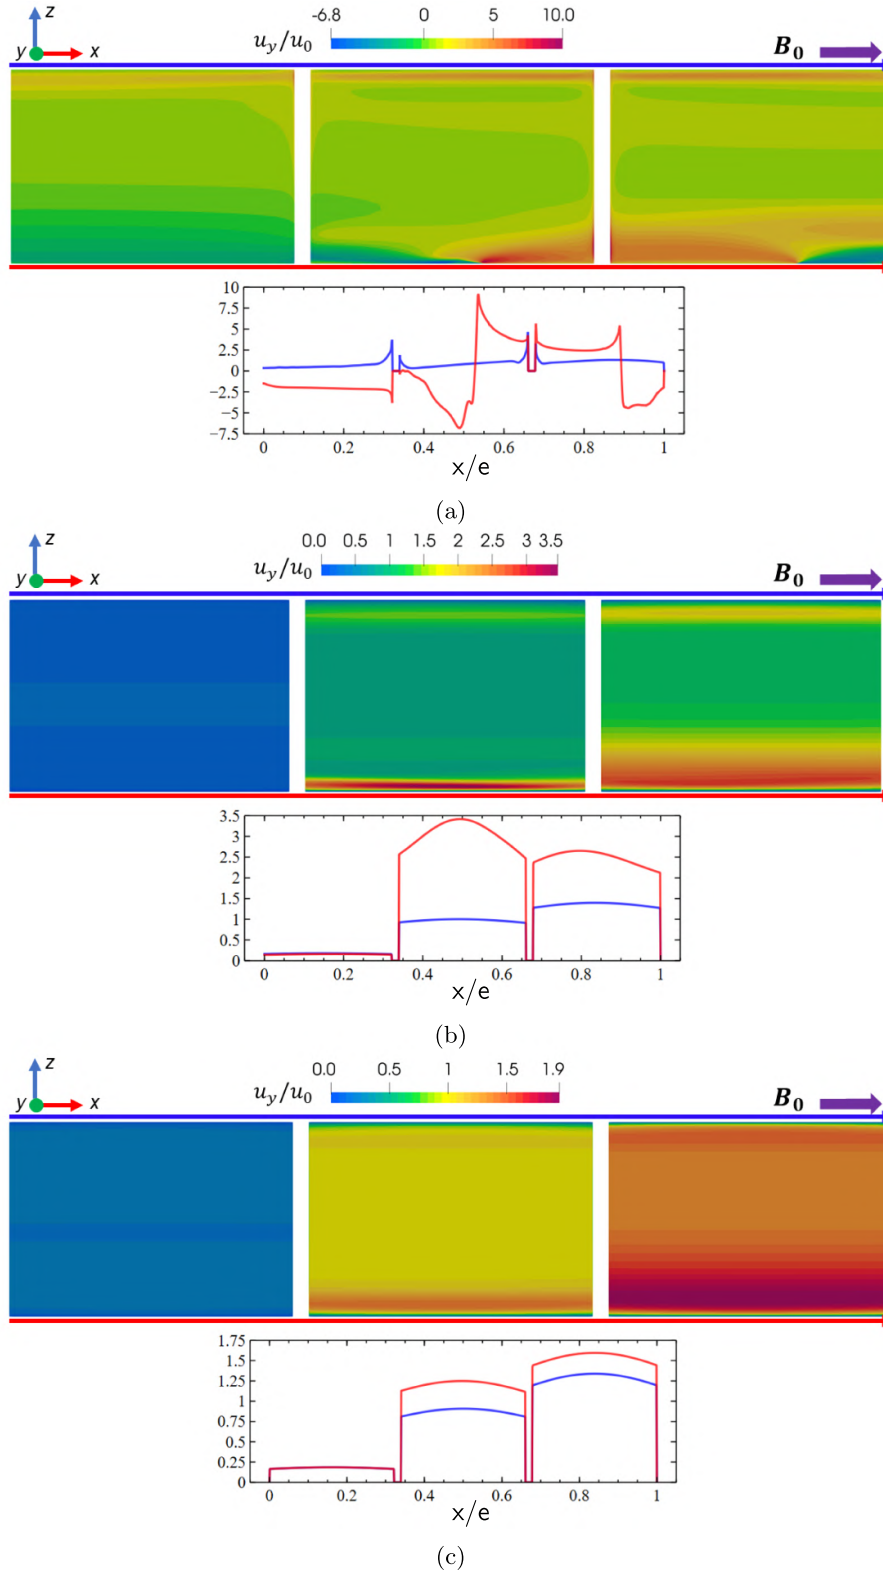 z
y x
u_y/u_0
-6.8 0 5 10.0
B_0
10
7.5
5
2.5
0
−2.5
−5
−7.5
0 0.2 0.4 0.6 0.8 1
x/e
(a)
z
y x
u_y/u_0
0.0 0.5 1 1.5 2 2.5 3 3.5
B_0
3.5
3
2.5
2
1.5
1
0.5
0
0 0.2 0.4 0.6 0.8 1
x/e
(b)
z
y x
u_y/u_0
0.0 0.5 1 1.5 1.9
B_0
1.75
1.5
1.25
1
0.75
0.5
0.25
0
0 0.2 0.4 0.6 0.8 1
x/e
(c)